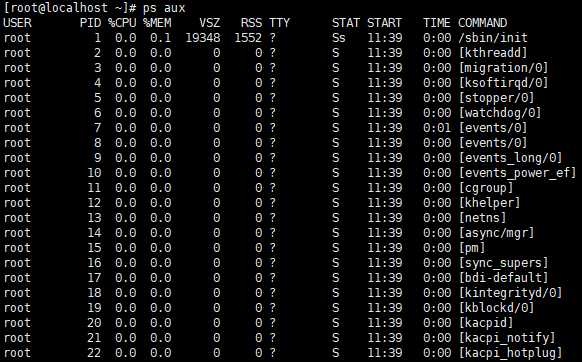 [root@localhost ~]# ps aux
USER PID %CPU %MEM VSZ RSS TTY STAT START TIME COMMAND
root 1 0.0 0.1 19348 1552 ? Ss 11:39 0:00 /sbin/init
root 2 0.0 0.0 0 0 ? S 11:39 0:00 [kthreadd]
root 3 0.0 0.0 0 0 ? S 11:39 0:00 [migration/0]
root 4 0.0 0.0 0 0 ? S 11:39 0:00 [ksoftirqd/0]
root 5 0.0 0.0 0 0 ? S 11:39 0:00 [stopper/0]
root 6 0.0 0.0 0 0 ? S 11:39 0:00 [watchdog/0]
root 7 0.0 0.0 0 0 ? S 11:39 0:01 [events/0]
root 8 0.0 0.0 0 0 ? S 11:39 0:00 [events/0]
root 9 0.0 0.0 0 0 ? S 11:39 0:00 [events_long/0]
root 10 0.0 0.0 0 0 ? S 11:39 0:00 [events_power_ef]
root 11 0.0 0.0 0 0 ? S 11:39 0:00 [cgroup]
root 12 0.0 0.0 0 0 ? S 11:39 0:00 [khelper]
root 13 0.0 0.0 0 0 ? S 11:39 0:00 [netns]
root 14 0.0 0.0 0 0 ? S 11:39 0:00 [async/mgr]
root 15 0.0 0.0 0 0 ? S 11:39 0:00 [pm]
root 16 0.0 0.0 0 0 ? S 11:39 0:00 [sync_supers]
root 17 0.0 0.0 0 0 ? S 11:39 0:00 [bdi-default]
root 18 0.0 0.0 0 0 ? S 11:39 0:00 [kintegrityd/0]
root 19 0.0 0.0 0 0 ? S 11:39 0:00 [kblockd/0]
root 20 0.0 0.0 0 0 ? S 11:39 0:00 [kacpid]
root 21 0.0 0.0 0 0 ? S 11:39 0:00 [kacpi_notify]
root 22 0.0 0.0 0 0 ? S 11:39 0:00 [kacpi_hotplug]